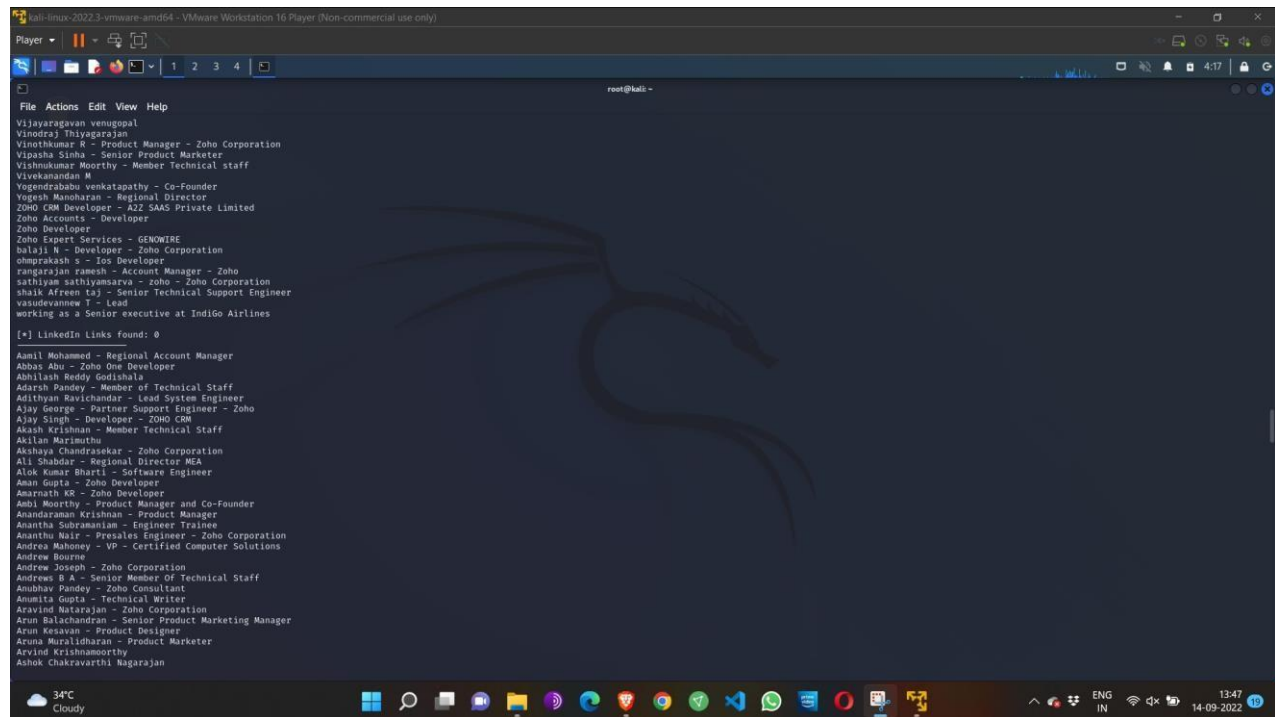 kali-linux-2022.3-vmware-amd64 - VMware Workstation 16 Player (Non-commercial use only)
Player
1 2 3 4
4:17
root@kali: ~
File Actions Edit View Help
Vijayaragavan venugopal
Vinodraj Thiyagarajan
Vinothkumar R - Product Manager - Zoho Corporation
Vipasha Sinha - Senior Product Marketer
Vishnukumar Moorthy - Member Technical staff
Vivekanandan M
Yogendrababu venkatapathy - Co-Founder
Yogesh Manoharan - Regional Director
ZOHO CRM Developer - A2Z SAAS Private Limited
Zoho Accounts - Developer
Zoho Developer
Zoho Expert Services - GENOWIRE
balaji N - Developer - Zoho Corporation
ohmprakash s - Ios Developer
rangarajan ramesh - Account Manager - Zoho
sathiyam sathiyamsarva - zoho - Zoho Corporation
shaik Afreen taj - Senior Technical Support Engineer
vasudevannew T - Lead
working as a Senior executive at IndiGo Airlines
[*] LinkedIn Links found: 0
Aamil Mohammed - Regional Account Manager
Abbas Abu - Zoho One Developer
Abhilash Reddy Godishala
Adarsh Pandey - Member of Technical Staff
Adithyan Ravichandar - Lead System Engineer
Ajay George - Partner Support Engineer - Zoho
Ajay Singh - Developer - ZOHO CRM
Akash Krishnan - Member Technical Staff
Akilan Marimuthu
Akshaya Chandrasekar - Zoho Corporation
Ali Shabdar - Regional Director MEA
Alok Kumar Bharti - Software Engineer
Aman Gupta - Zoho Developer
Amarnath KR - Zoho Developer
Ambi Moorthy - Product Manager and Co-Founder
Anandaraman Krishnan - Product Manager
Anantha Subramaniam - Engineer Trainee
Ananthu Nair - Presales Engineer - Zoho Corporation
Andrea Mahoney - VP - Certified Computer Solutions
Andrew Bourne
Andrew Joseph - Zoho Corporation
Andrews B A - Senior Member Of Technical Staff
Anubhav Pandey - Zoho Consultant
Anumita Gupta - Technical Writer
Aravind Natarajan - Zoho Corporation
Arun Balachandran - Senior Product Marketing Manager
Arun Kesavan - Product Designer
Aruna Muralidharan - Product Marketer
Arvind Krishnamoorthy
Ashok Chakravarthi Nagarajan
34°C
Cloudy
ENG
IN
13:47
14-09-2022
19